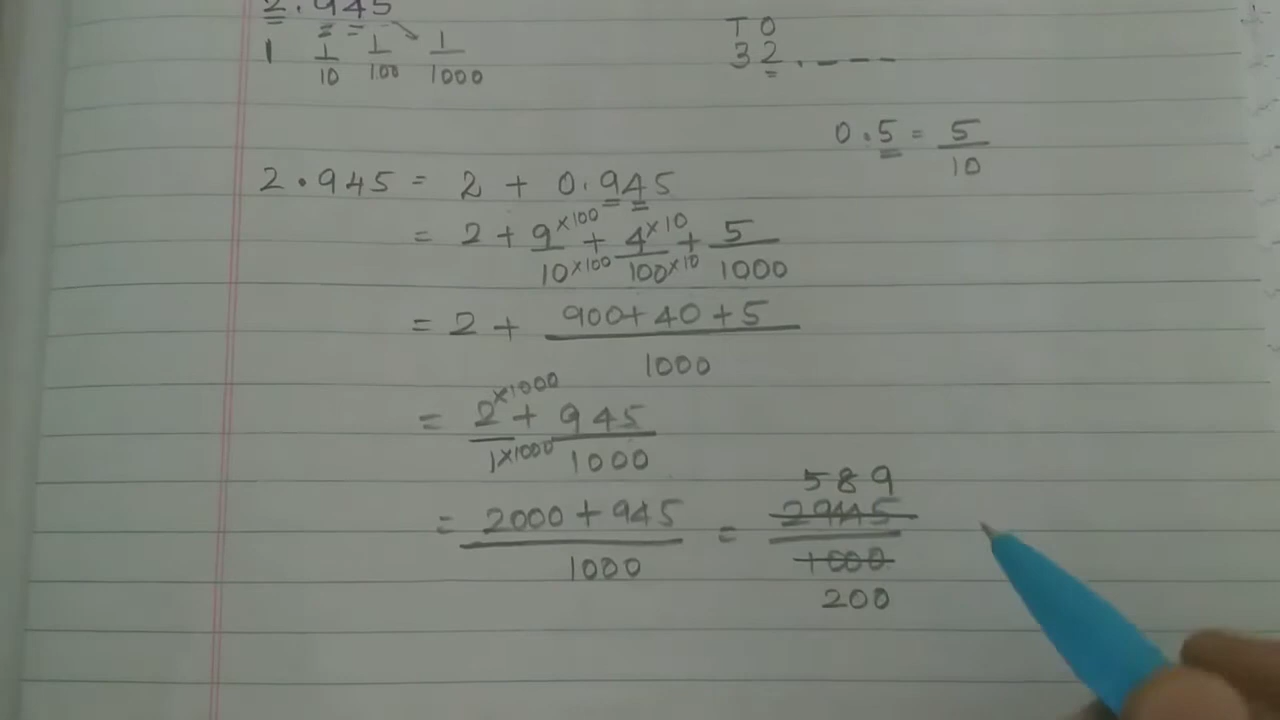 2.945
1 1/10 1/100 1/1000
T O
32.----
0.5 = 5/10
2.945 = 2 + 0.945
= 2 + 9×100/10×100 + 4×10/100×10 + 5/1000
= 2 + 900+40+5/1000
= 2×1000/1×1000 + 945/1000
= 2000 + 945/1000 = 2945/1000
589
200